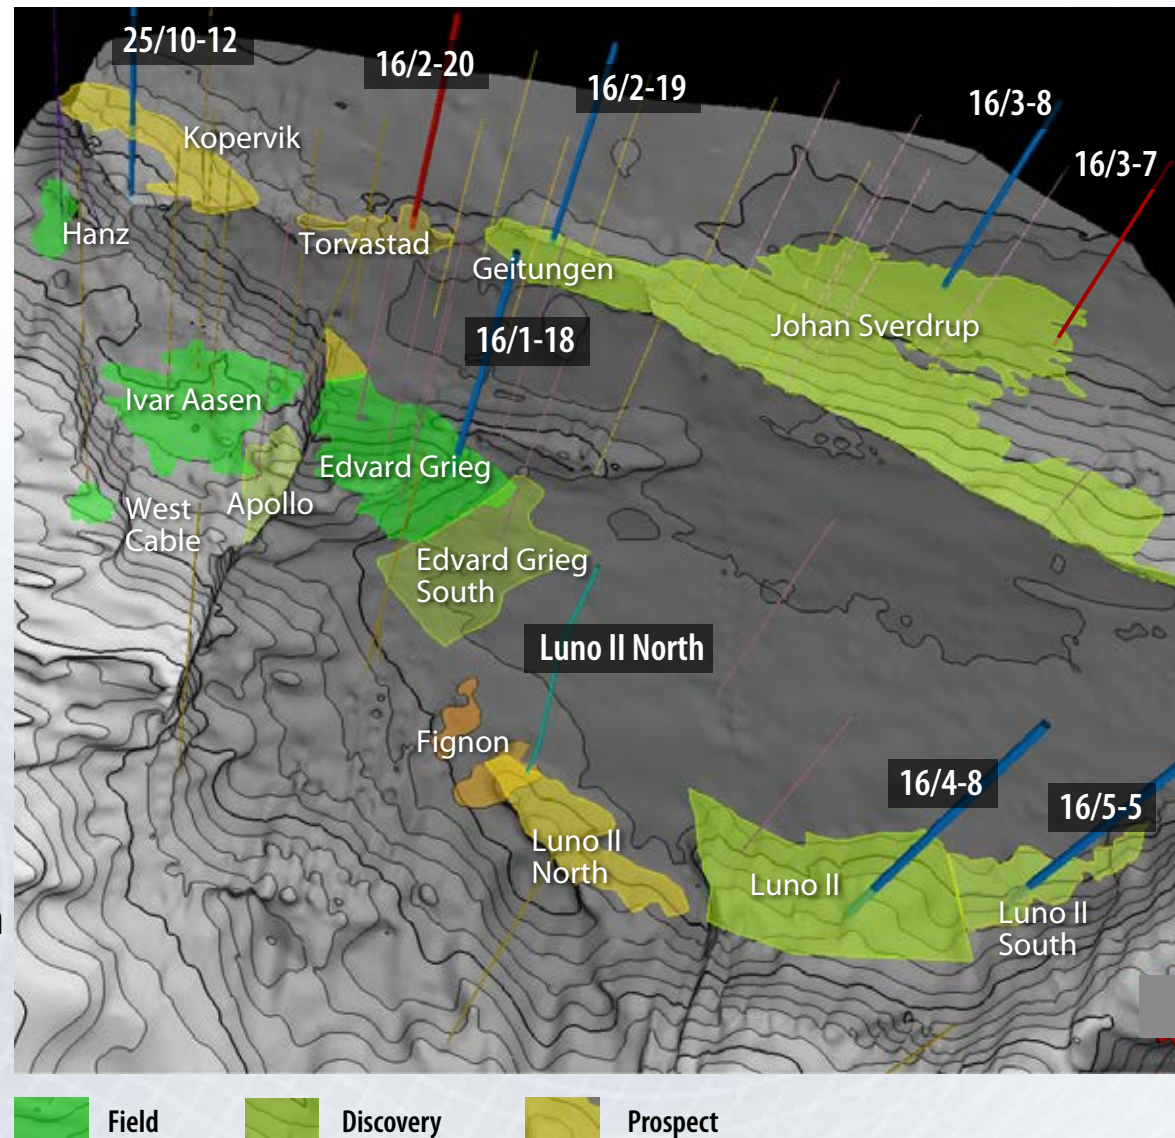 25/10-12
16/2-20
16/2-19
16/3-8
16/3-7
Kopervik
Hanz
Torvastad
Geitungen
Johan Sverdrup
16/1-18
Ivar Aasen
Edvard Grieg
West
Cable
Apollo
Edvard Grieg
South
Luno II North
Fignon
16/4-8
16/5-5
Luno II
North
Luno II
Luno II
South
Field
Discovery
Prospect